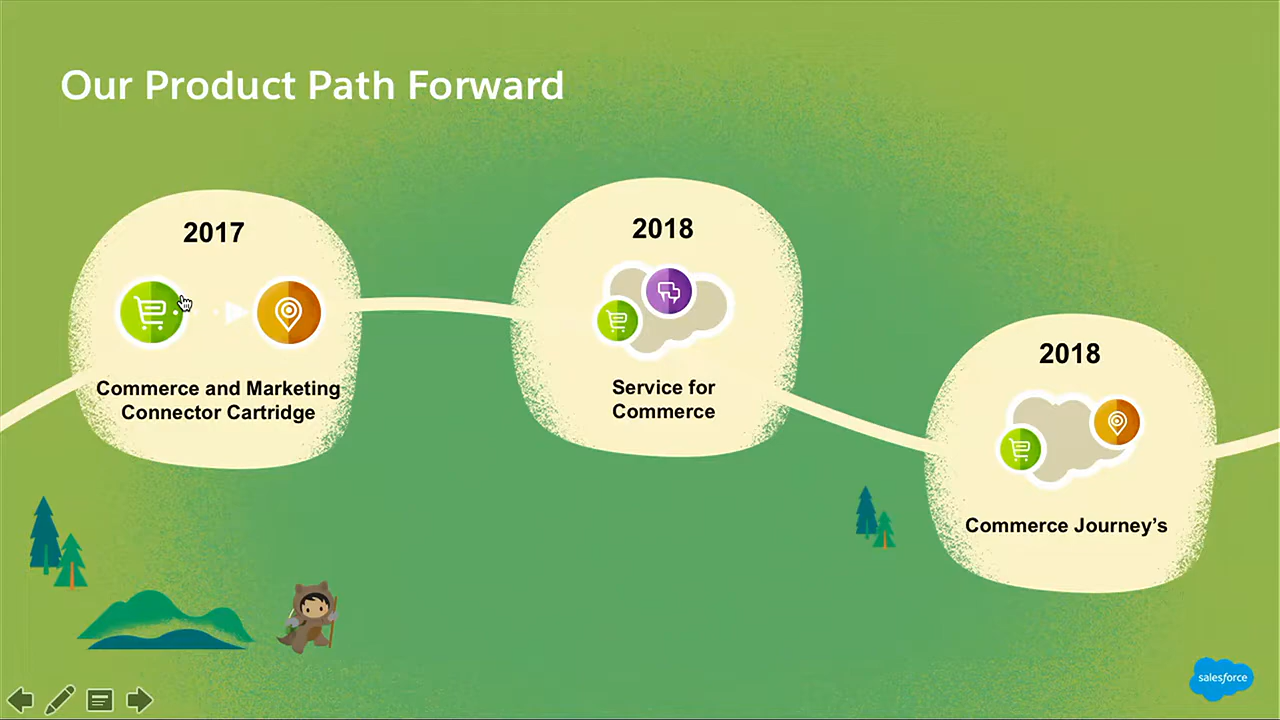 Our Product Path Forward
2017
Commerce and Marketing
Connector Cartridge
2018
Service for
Commerce
2018
Commerce Journey's
salesforce